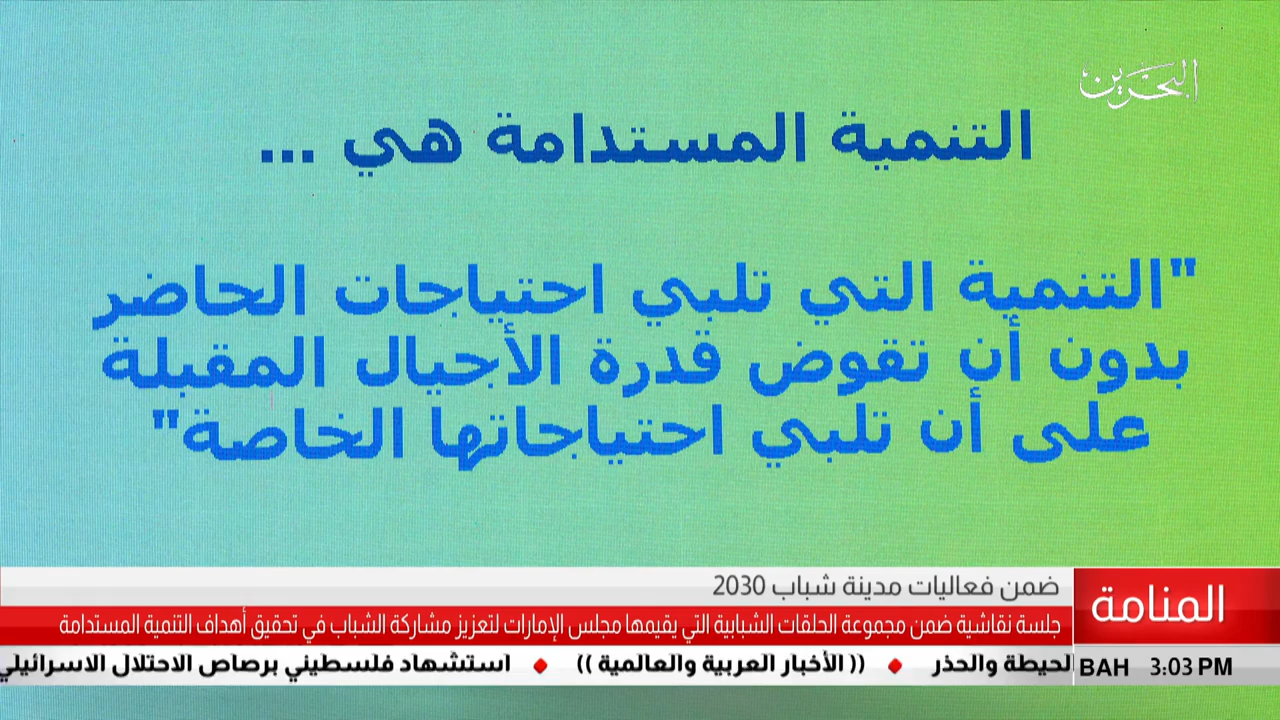 البحرين
التنمية المستدامة هي ...
"التنمية التي تلبي احتياجات الحاضر
بدون أن تقوض قدرة الأجيال المقبلة
على أن تلبي احتياجاتها الخاصة"
المنامة
ضمن فعاليات مدينة شباب 2030
جلسة نقاشية ضمن مجموعة الحلقات الشبابية التي يقيمها مجلس الإمارات لتعزيز مشاركة الشباب في تحقيق أهداف التنمية المستدامة
BAH 3:03 PM
لحيطة والحذر ♦ (( الأخبار العربية والعالمية )) ♦ استشهاد فلسطيني برصاص الاحتلال الاسرائيلي